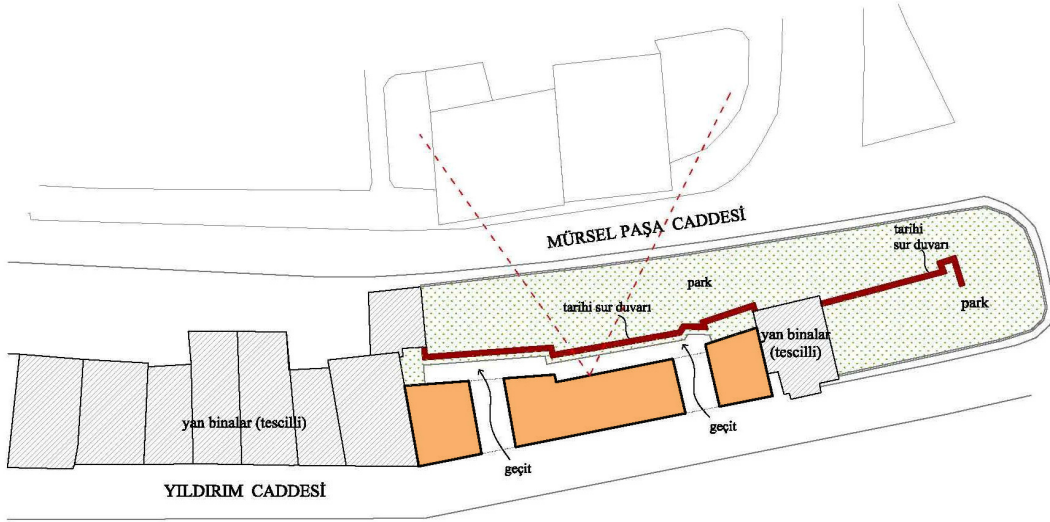 MÜRSEL PAŞA CADDESİ
tarihi
sur duvarı
park
park
tarihi sur duvarı
yan binalar
(tescilli)
yan binalar (tescilli)
geçit
geçit
YILDIRIM CADDESİ